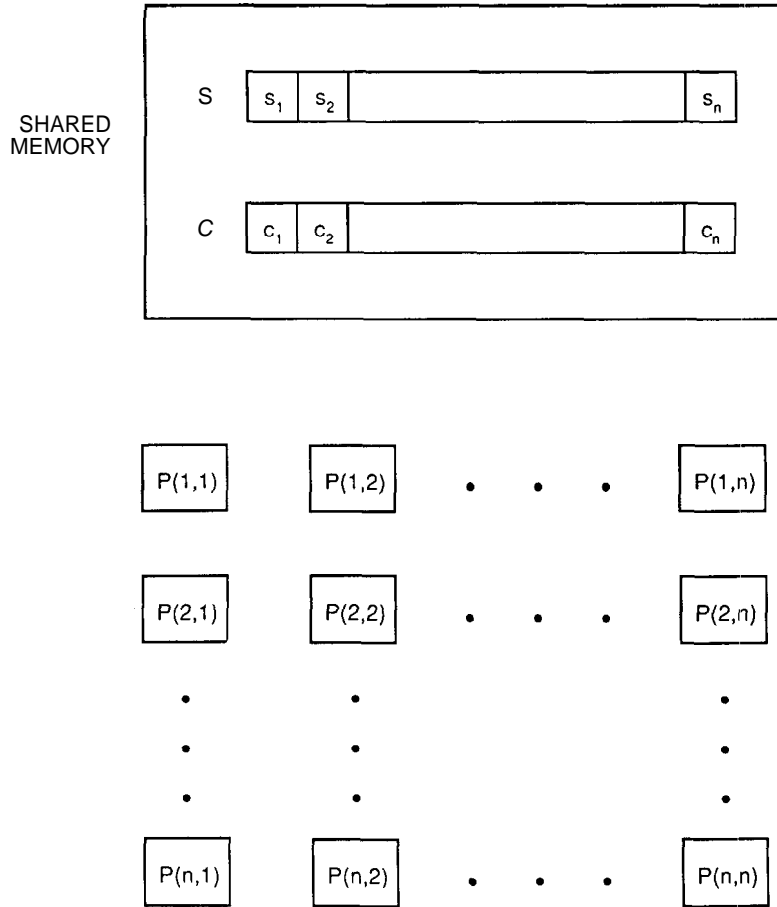 SHARED
MEMORY
S s₁ s₂ sₙ
C c₁ c₂ cₙ
P(1,1) P(1,2) . . . P(1,n)
P(2,1) P(2,2) . . . P(2,n)
. . .
. . .
. . .
P(n,1) P(n,2) . . . P(n,n)